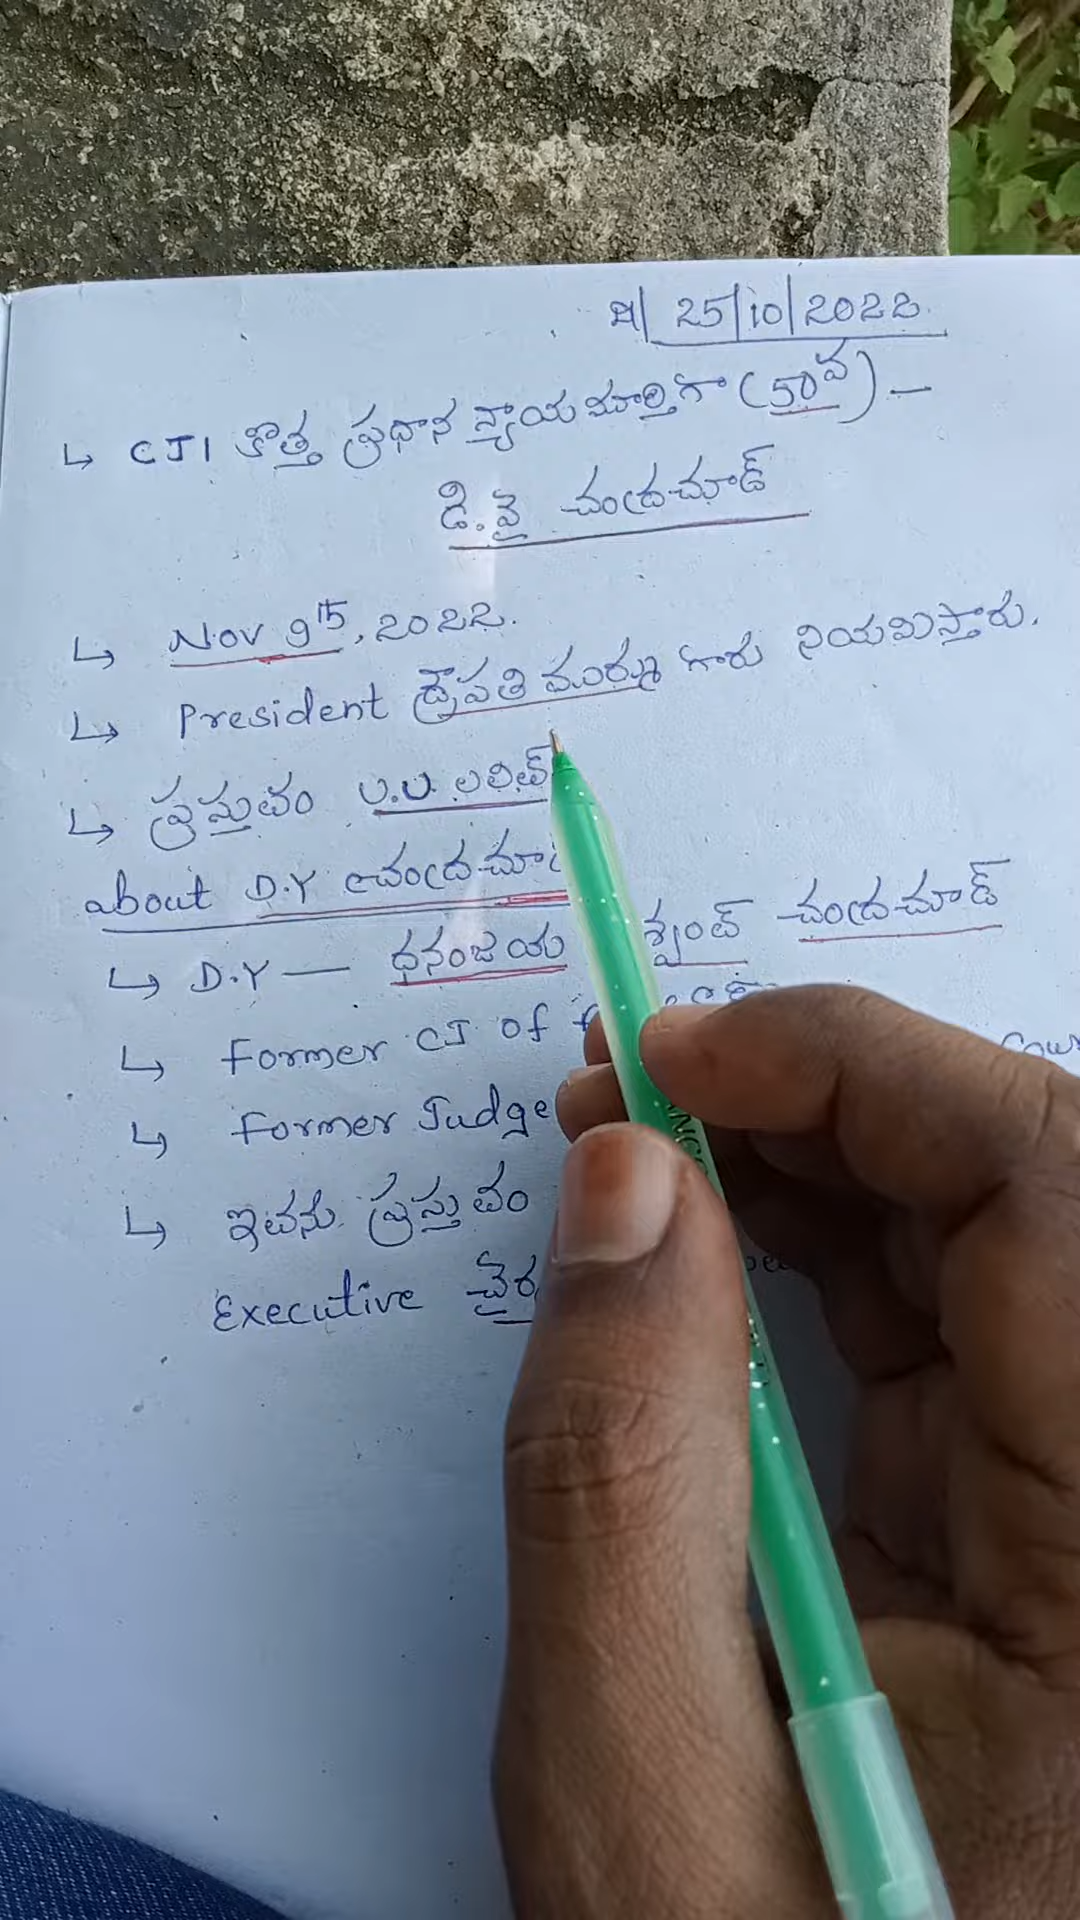 25/10/2022
↳ CJI కొత్త ప్రధాన న్యాయమూర్తిగా (50వ) —
డి.వై చంద్రచూడ్
↳ Nov 9th, 2022.
↳ President ద్రౌపతి ముర్ము గారు నియమిస్తారు.
↳ ప్రస్తుతం U.U. లలిత్
about D.Y చంద్రచూ
↳ D.Y — ధనంజయ శ్వంత్ చంద్రచూడ్
↳ Former CJ of
↳ Former Judge
↳ ఇతను ప్రస్తుతం
Executive చైర